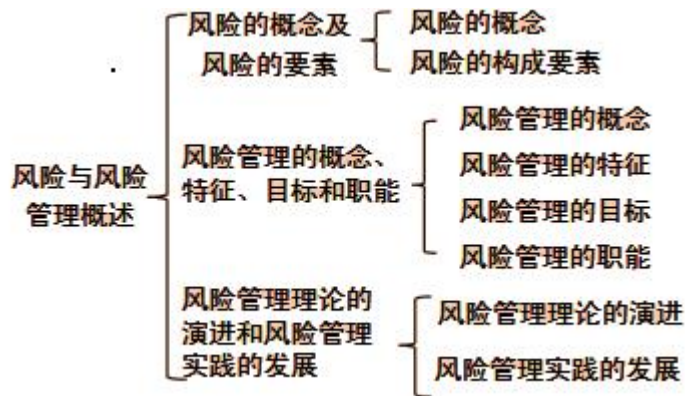 风险与风险
管理概述
风险的概念及
风险的要素
风险的概念
风险的构成要素
风险管理的概念、
特征、目标和职能
风险管理的概念
风险管理的特征
风险管理的目标
风险管理的职能
风险管理理论的
演进和风险管理
实践的发展
风险管理理论的演进
风险管理实践的发展